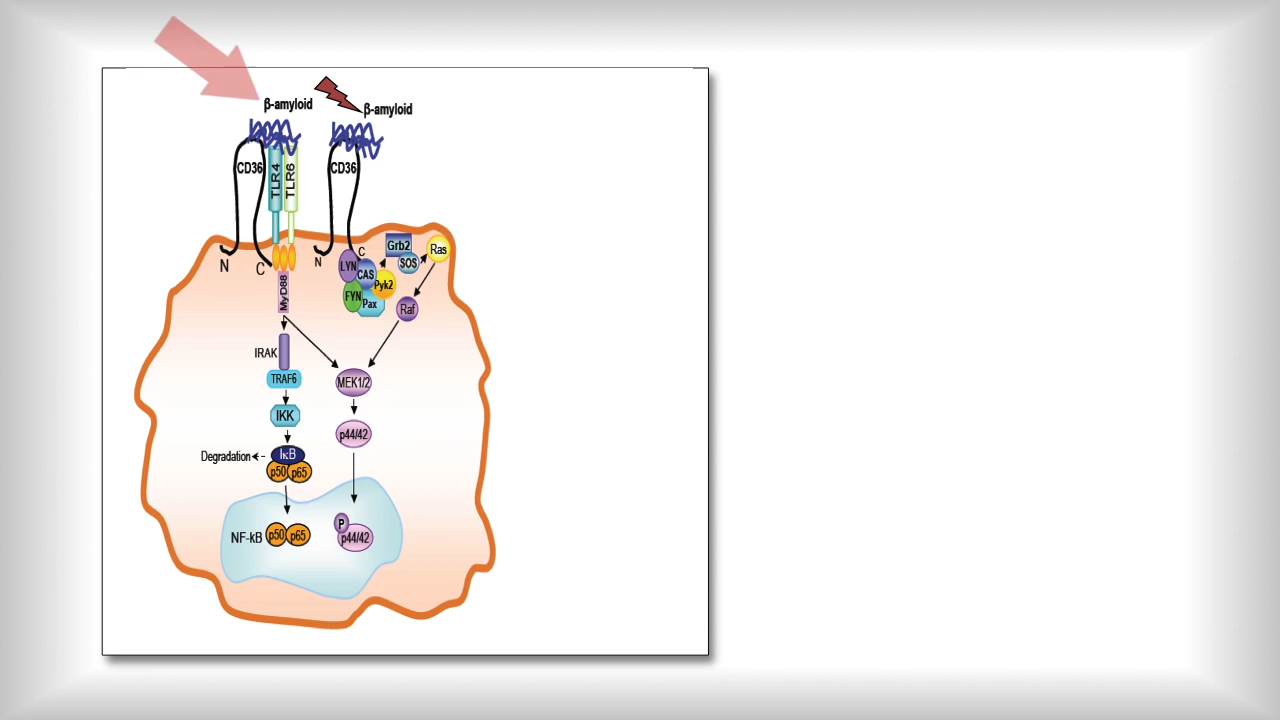 β-amyloid
β-amyloid
CD36
TLR4
TLR6
CD36
N
C
N
C
MyD88
LYN
CAS
FYN
Pax
Pyk2
Grb2
SOS
Ras
Raf
IRAK
TRAF6
MEK1/2
IKK
p44/42
Degradation
IκB
p50
p65
NF-kB
p50
p65
P
p44/42